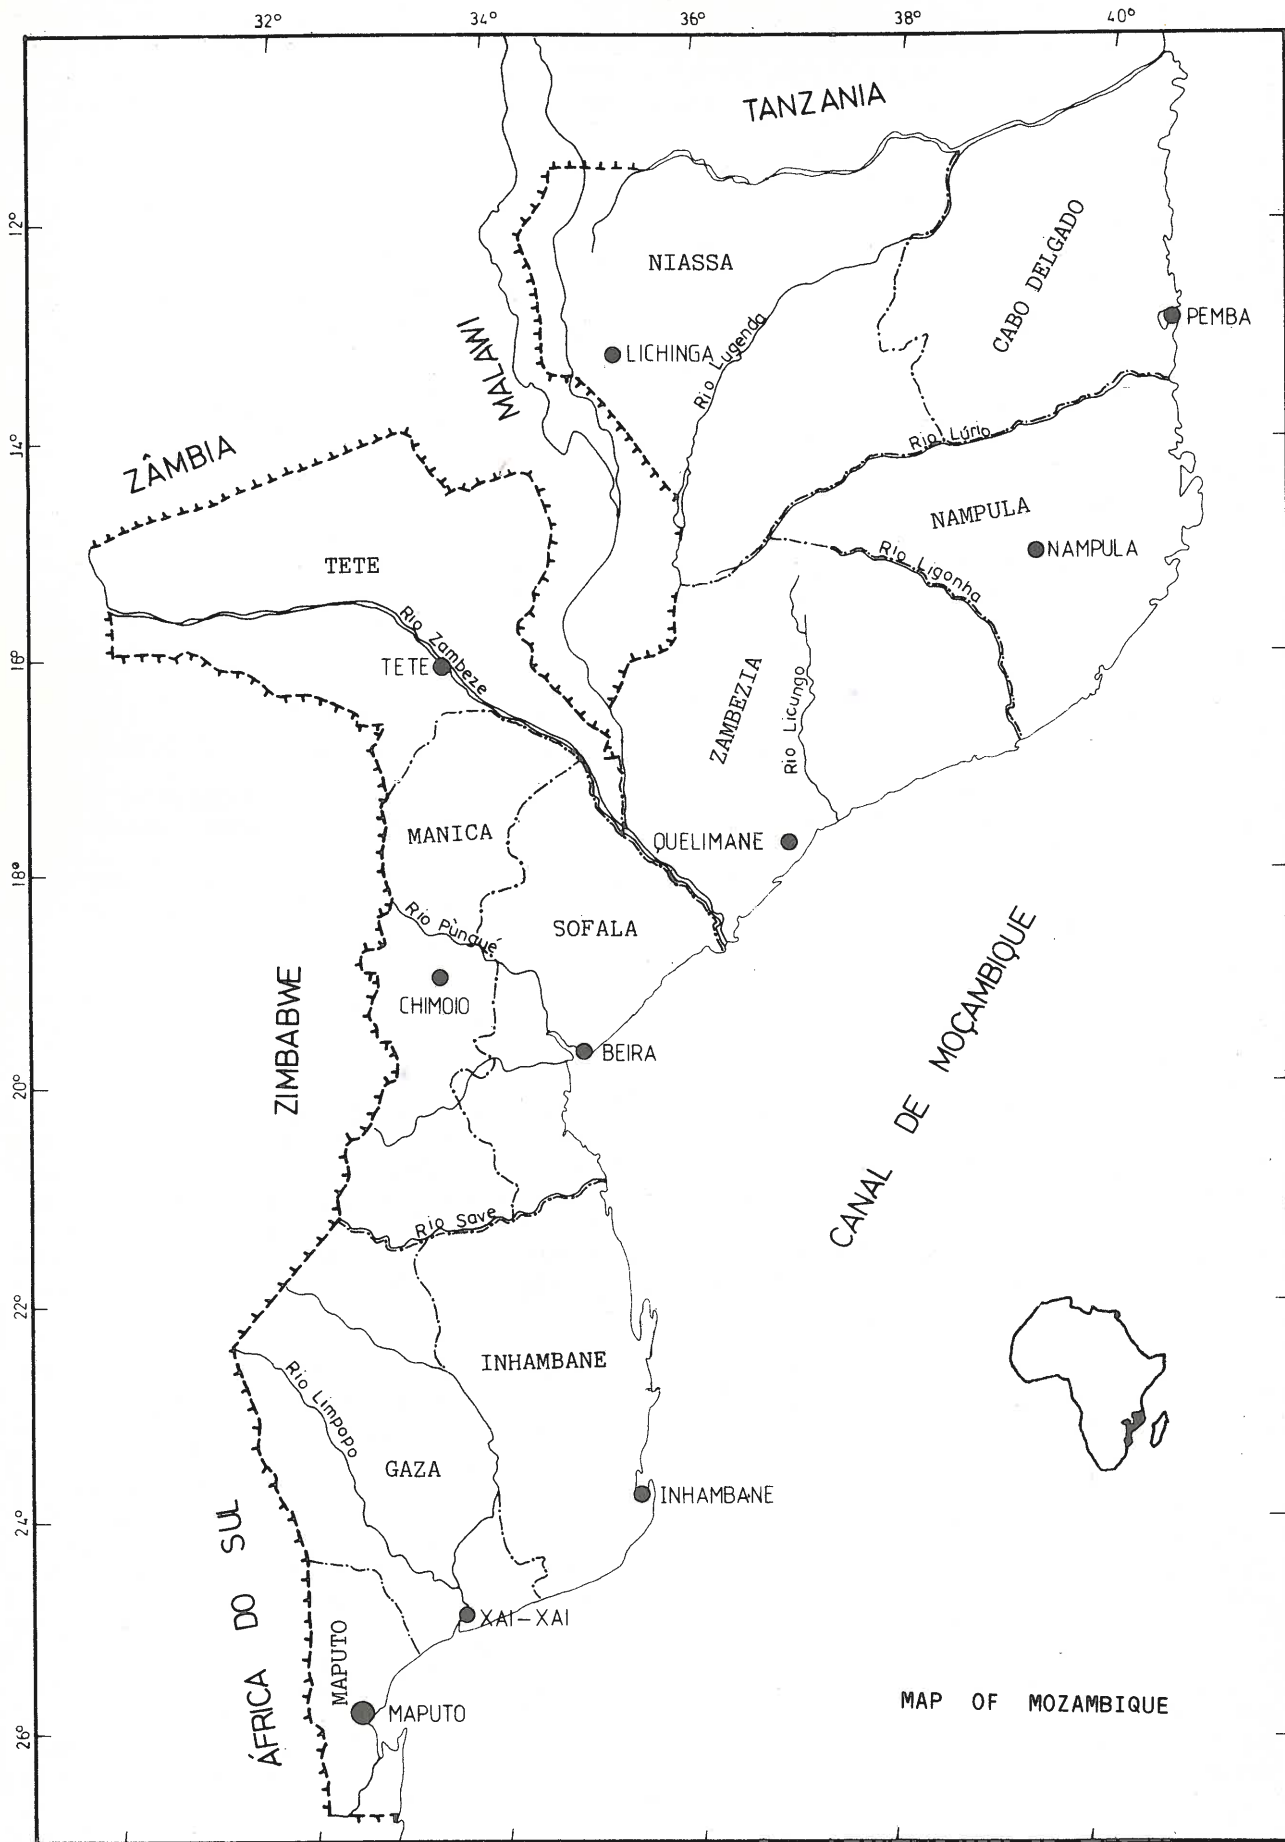 32°
34°
36°
38°
40°
TANZANIA
12°
NIASSA
CABO DELGADO
PEMBA
MALAWI
LICHINGA
Rio Lugenda
14°
ZÂMBIA
Rio Lúrio
NAMPULA
NAMPULA
Rio Ligonha
TETE
Rio Zambeze
16°
TETE
ZAMBEZIA
Rio Licungo
MANICA
QUELIMANE
18°
Rio Pùnguè
SOFALA
CHIMOIO
ZIMBABWE
BEIRA
CANAL DE MOÇAMBIQUE
20°
Rio Save
22°
INHAMBANE
Rio Limpopo
GAZA
INHAMBANE
24°
ÁFRICA DO SUL
XAI-XAI
MAPUTO
MAPUTO
MAP OF MOZAMBIQUE
26°